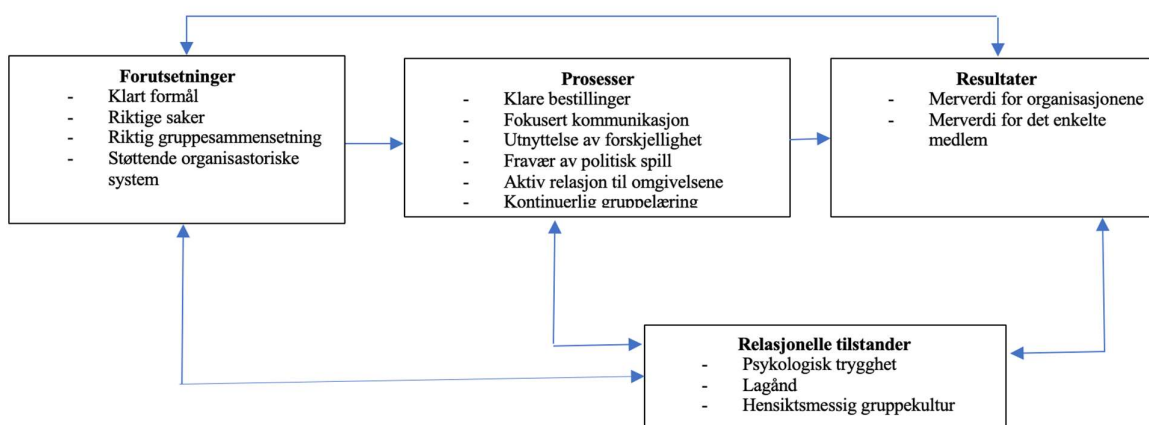 Forutsetninger
- Klart formål
- Riktige saker
- Riktig gruppesammensetning
- Støttende organisastoriske
system
Prosesser
- Klare bestillinger
- Fokusert kommunikasjon
- Utnyttelse av forskjellighet
- Fravær av politisk spill
- Aktiv relasjon til omgivelsene
- Kontinuerlig gruppelæring
Resultater
- Merverdi for organisasjonene
- Merverdi for det enkelte
medlem
Relasjonelle tilstander
- Psykologisk trygghet
- Lagånd
- Hensiktsmessig gruppekultur